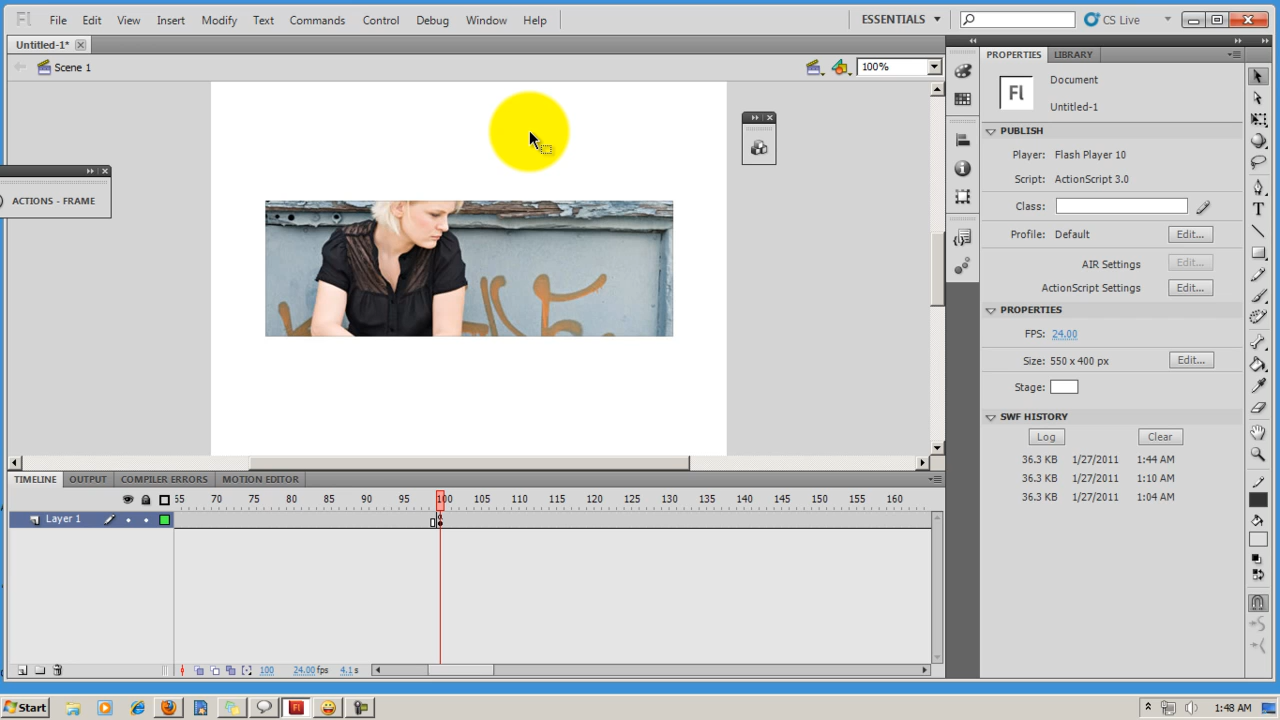 Fl File Edit View Insert Modify Text Commands Control Debug Window Help ESSENTIALS CS Live
Untitled-1*
Scene 1 100%
ACTIONS - FRAME
PROPERTIES LIBRARY
Fl
Document
Untitled-1
PUBLISH
Player: Flash Player 10
Script: ActionScript 3.0
Class:
Profile: Default Edit...
AIR Settings Edit...
ActionScript Settings Edit...
PROPERTIES
FPS: 24.00
Size: 550 x 400 px Edit...
Stage:
SWF HISTORY
Log Clear
36.3 KB 1/27/2011 1:44 AM
36.3 KB 1/27/2011 1:10 AM
36.3 KB 1/27/2011 1:04 AM
TIMELINE OUTPUT COMPILER ERRORS MOTION EDITOR
65 70 75 80 85 90 95 100 105 110 115 120 125 130 135 140 145 150 155 160
Layer 1
100 24.00 fps 4.1 s
Start Fl 1:48 AM